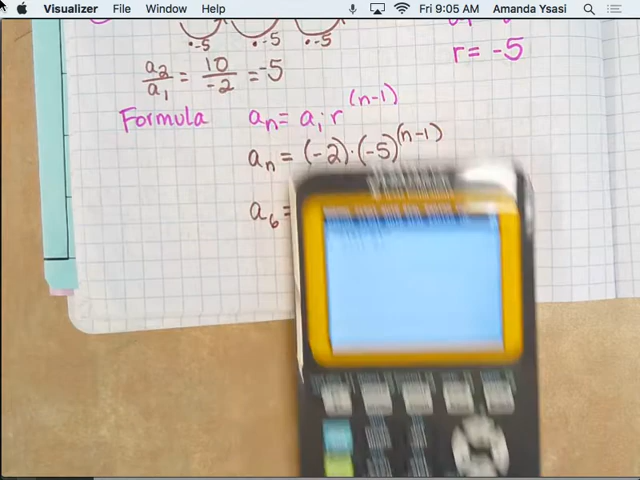 Visualizer File Window Help Fri 9:05 AM Amanda Ysasi
·-5 ·-5 ·-5
r = -5
a₂/a₁ = 10/-2 = -5
Formula aₙ = a₁·r^(n-1)
aₙ = (-2)·(-5)^(n-1)
a₆ =